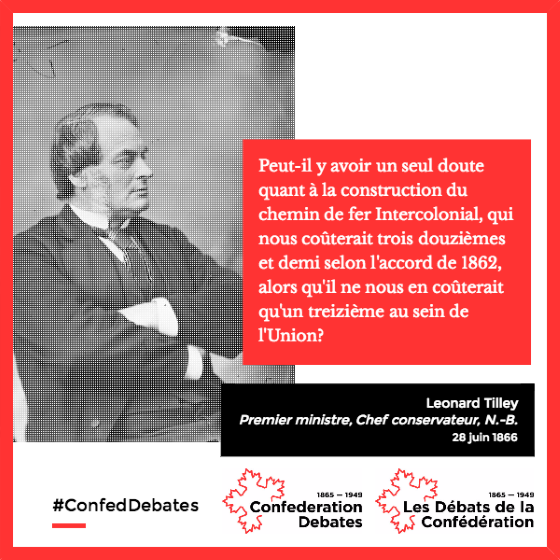 Peut-il y avoir un seul doute
quant à la construction du
chemin de fer Intercolonial, qui
nous coûterait trois douzièmes
et demi selon l'accord de 1862,
alors qu'il ne nous en coûterait
qu'un treizième au sein de
l'Union?
Leonard Tilley
Premier ministre, Chef conservateur, N.-B.
28 juin 1866
#ConfedDebates
1865 — 1949
Confederation
Debates
1865 — 1949
Les Débats de la
Confédération